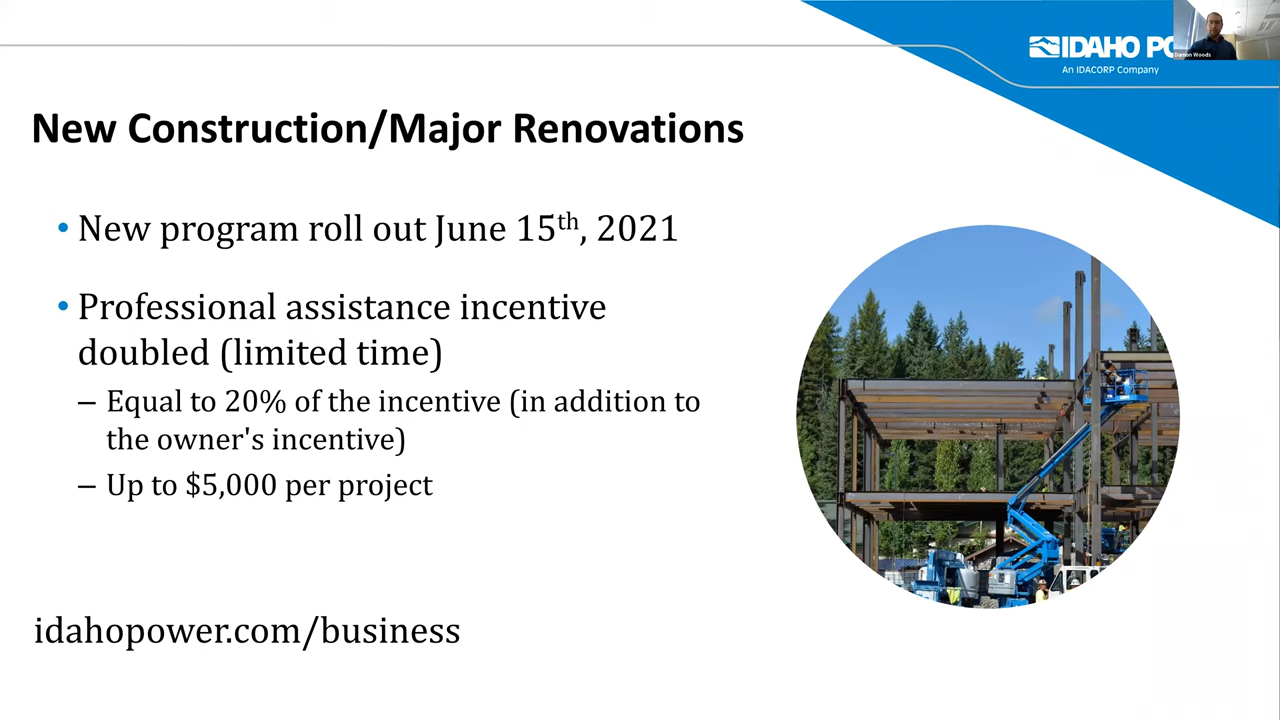 IDAHO PO
An IDACORP Company
Damon Woods
New Construction/Major Renovations
• New program roll out June 15th, 2021
• Professional assistance incentive
doubled (limited time)
– Equal to 20% of the incentive (in addition to
the owner's incentive)
– Up to $5,000 per project
idahopower.com/business